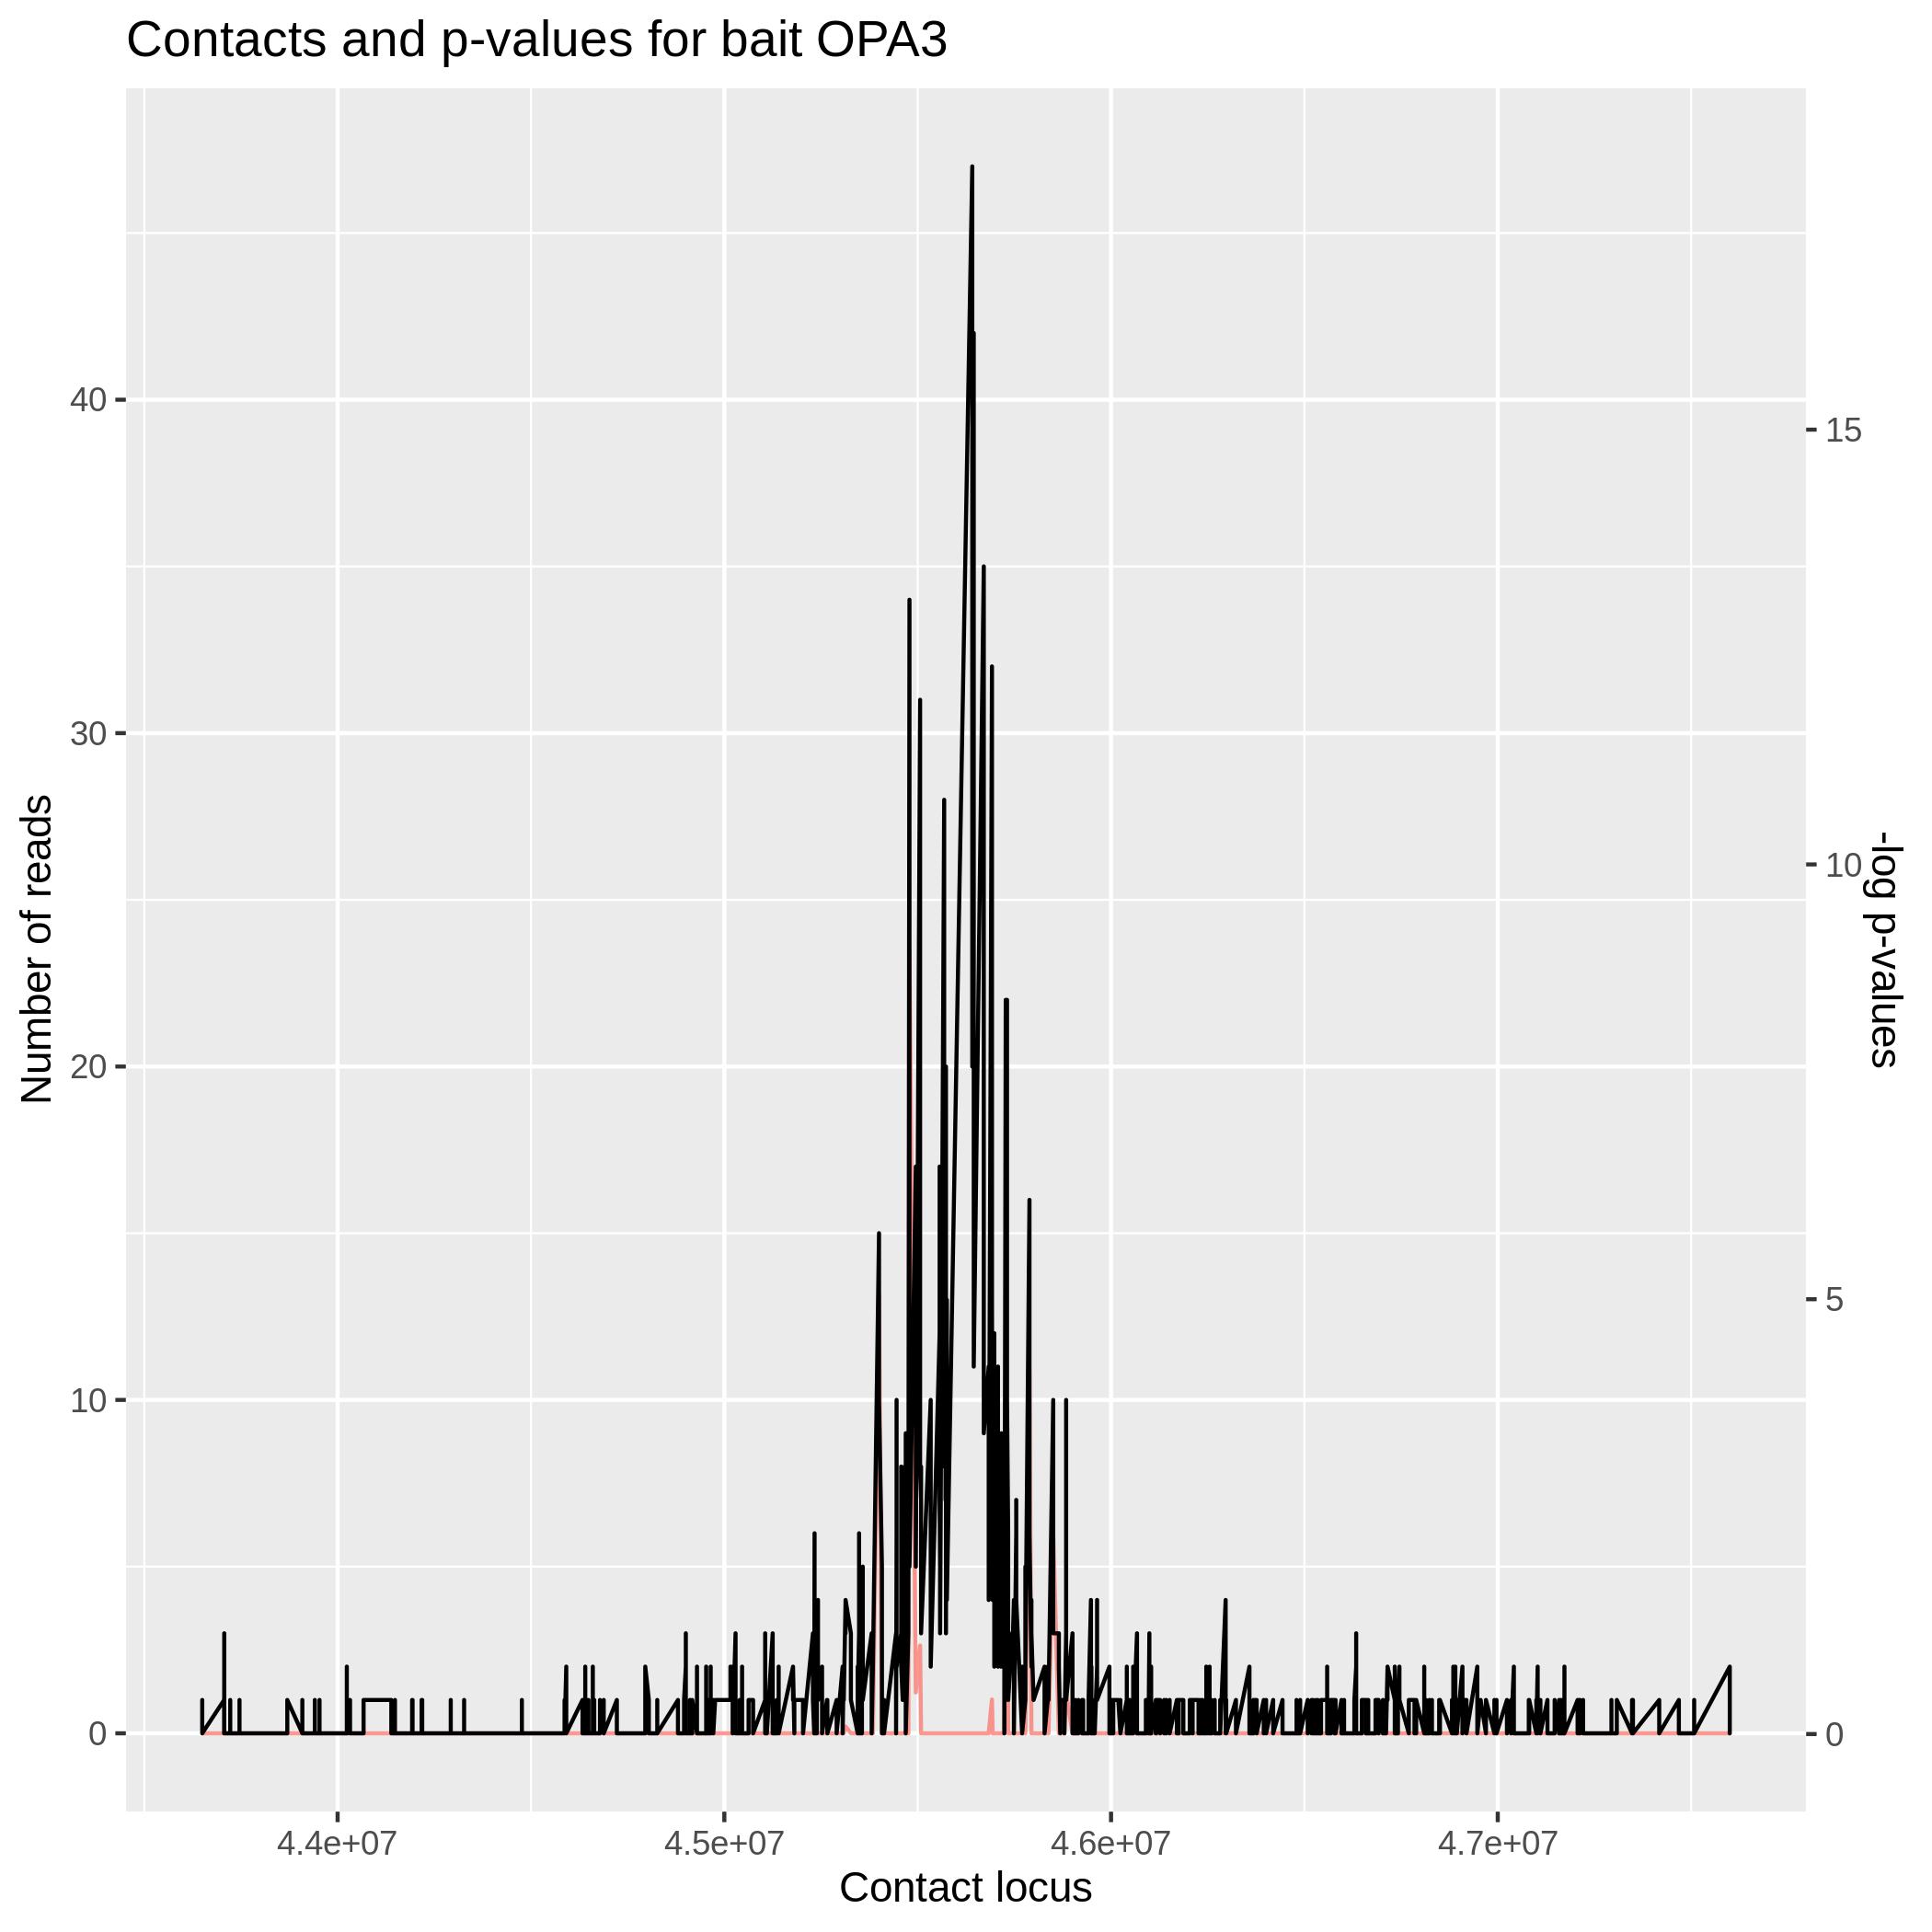 Contacts and p-values for bait OPA3
40
30
20
10
0
Number of reads
15
10
5
0
-log p-values
4.4e+07
4.5e+07
4.6e+07
4.7e+07
Contact locus